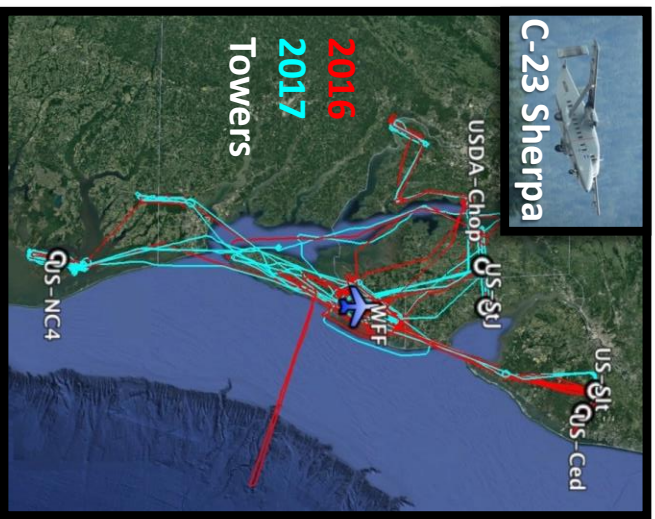 C-23 Sherpa
2016
2017
Towers
USDA-Chop
US-StJ
WFF
US-Slt
US-Ced
US-NC4